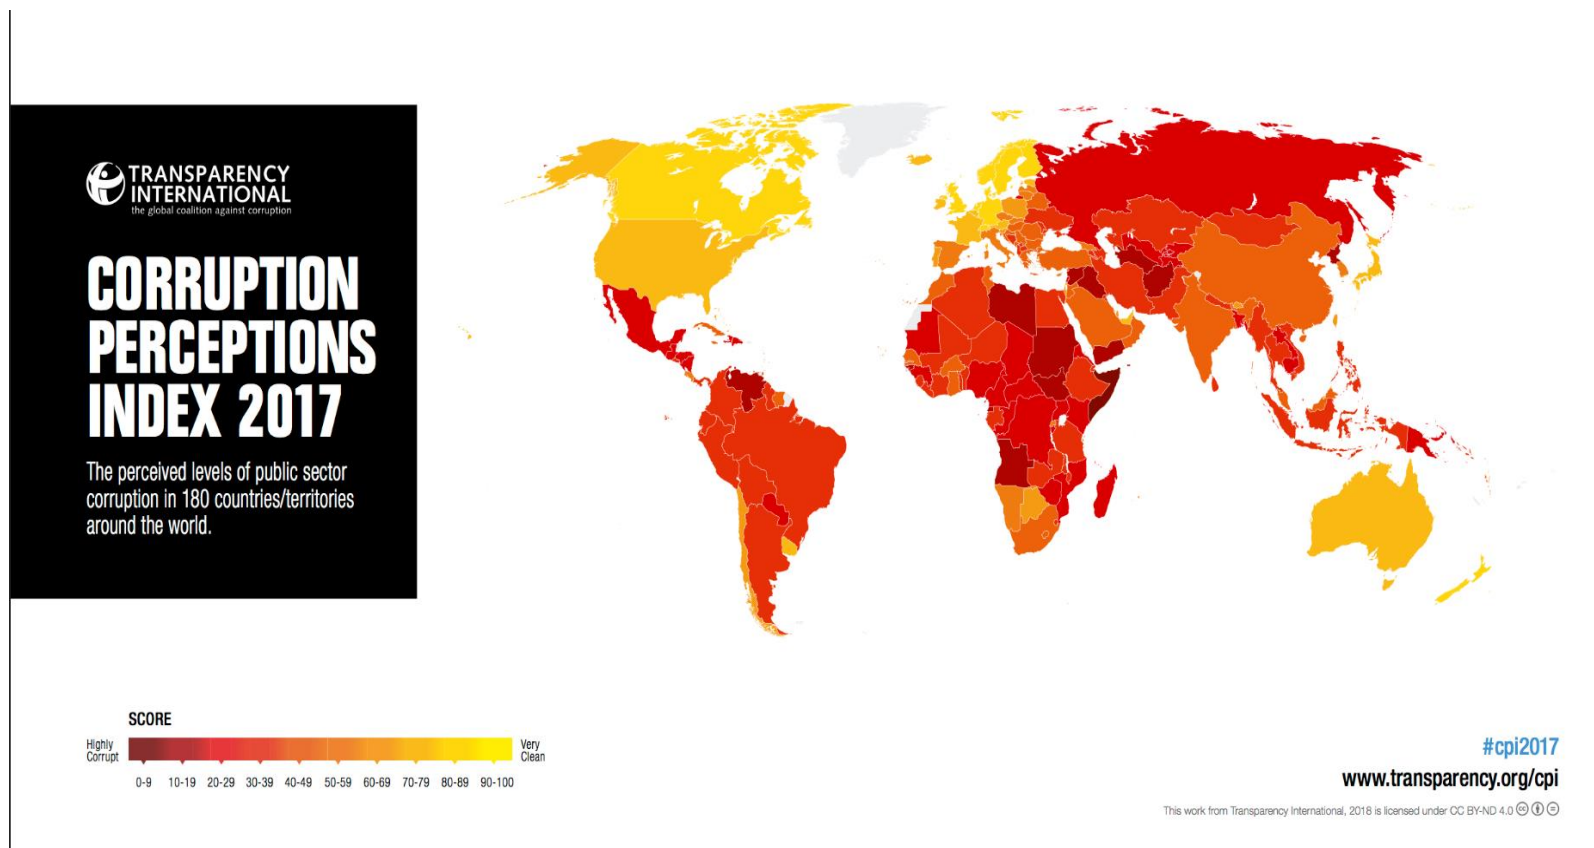 TRANSPARENCY
INTERNATIONAL
the global coalition against corruption
CORRUPTION
PERCEPTIONS
INDEX 2017
The perceived levels of public sector
corruption in 180 countries/territories
around the world.
SCORE
Highly
Corrupt
Very
Clean
0-9 10-19 20-29 30-39 40-49 50-59 60-69 70-79 80-89 90-100
#cpi2017
www.transparency.org/cpi
This work from Transparency International, 2018 is licensed under CC BY-ND 4.0